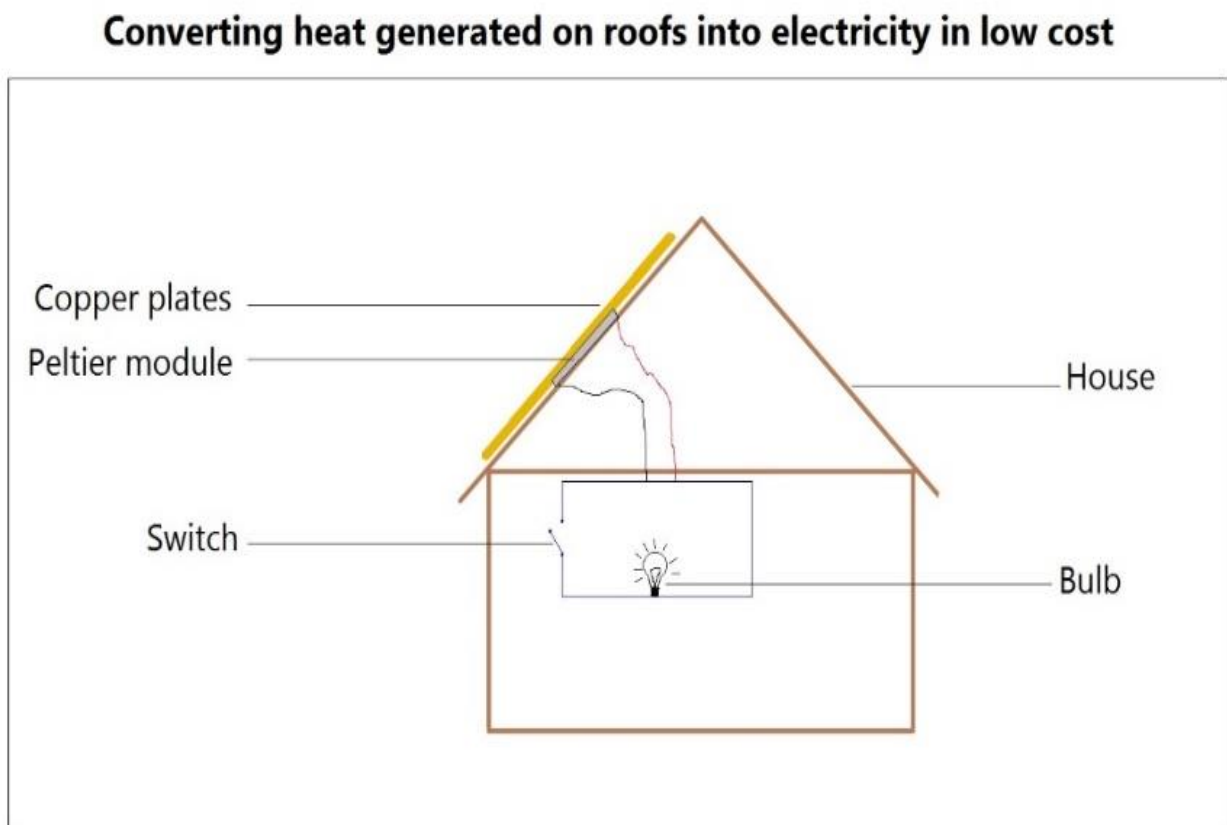 Converting heat generated on roofs into electricity in low cost
Copper plates
Peltier module
House
Switch
Bulb